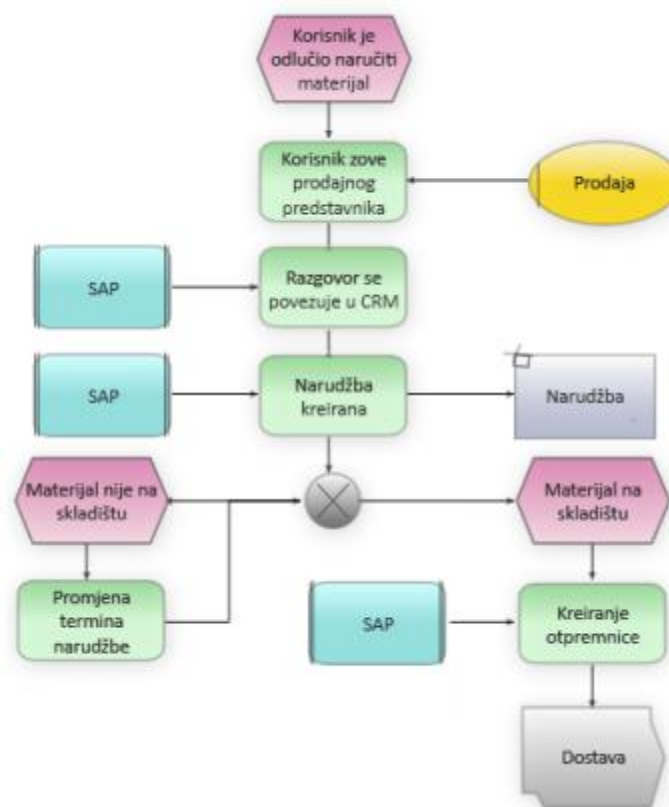 Korisnik je
odlučio naručiti
materijal
Korisnik zove
prodajnog
predstavnika
Prodaja
SAP
Razgovor se
povezuje u CRM
SAP
Narudžba
kreirana
Narudžba
Materijal nije na
skladištu
Materijal na
skladištu
Promjena
termina
narudžbe
SAP
Kreiranje
otpremnice
Dostava